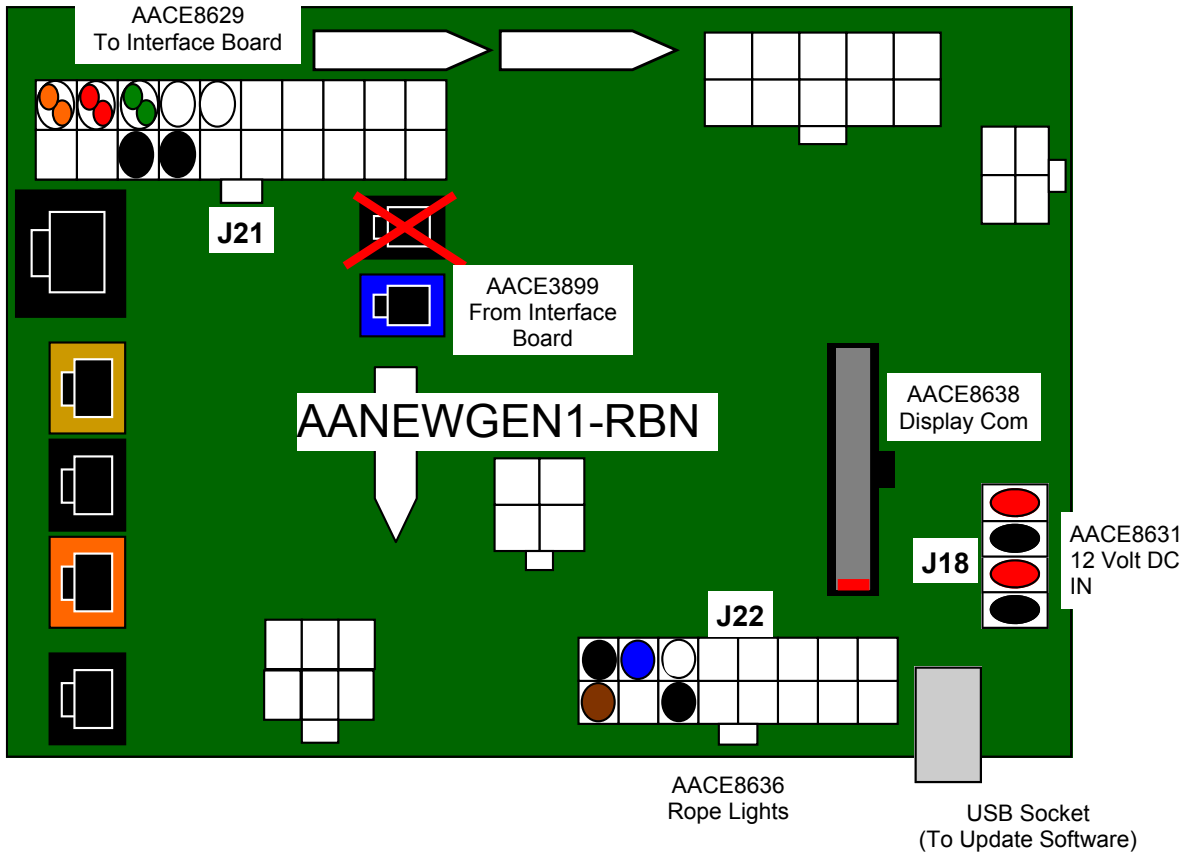 AACE8629
To Interface Board
J21
AACE3899
From Interface
Board
AANEWGEN1-RBN
AACE8638
Display Com
J18
AACE8631
12 Volt DC
IN
J22
AACE8636
Rope Lights
USB Socket
(To Update Software)